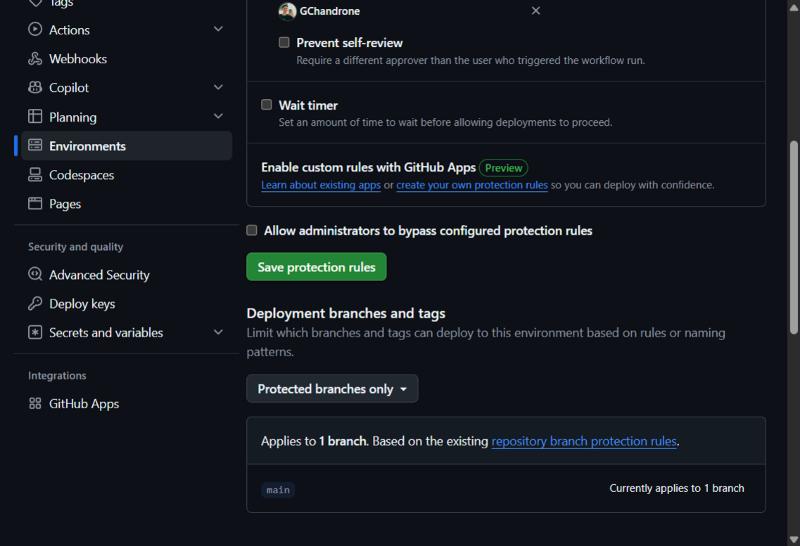 Tags
Actions
Webhooks
Copilot
Planning
Environments
Codespaces
Pages
Security and quality
Advanced Security
Deploy keys
Secrets and variables
Integrations
GitHub Apps
GChandrone
Prevent self-review
Require a different approver than the user who triggered the workflow run.
Wait timer
Set an amount of time to wait before allowing deployments to proceed.
Enable custom rules with GitHub Apps Preview
Learn about existing apps or create your own protection rules so you can deploy with confidence.
Allow administrators to bypass configured protection rules
Save protection rules
Deployment branches and tags
Limit which branches and tags can deploy to this environment based on rules or naming
patterns.
Protected branches only
Applies to 1 branch. Based on the existing repository branch protection rules.
main
Currently applies to 1 branch